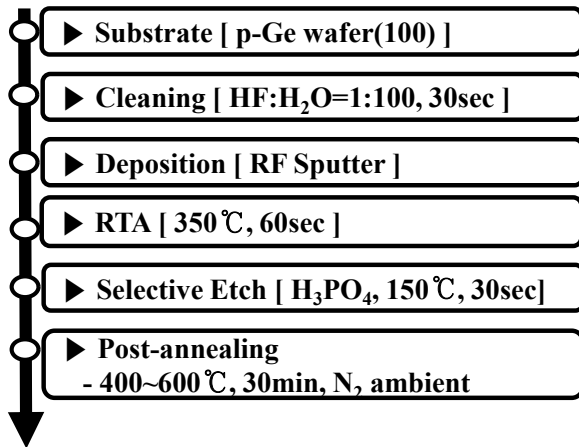 ▶ Substrate [ p-Ge wafer(100) ]
▶ Cleaning [ HF:H₂O=1:100, 30sec ]
▶ Deposition [ RF Sputter ]
▶ RTA [ 350℃, 60sec ]
▶ Selective Etch [ H₃PO₄, 150℃, 30sec]
▶ Post-annealing
- 400~600℃, 30min, N₂ ambient